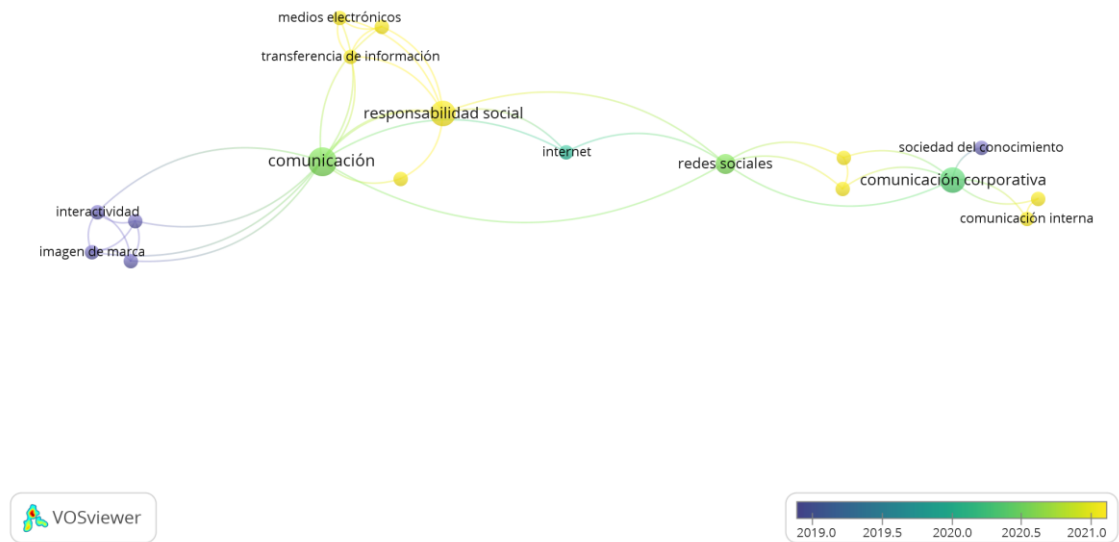 medios electrónicos
transferencia de información
responsabilidad social
comunicación
internet
redes sociales
sociedad del conocimiento
comunicación corporativa
comunicación interna
interactividad
imagen de marca
VOSviewer
2019.0 2019.5 2020.0 2020.5 2021.0